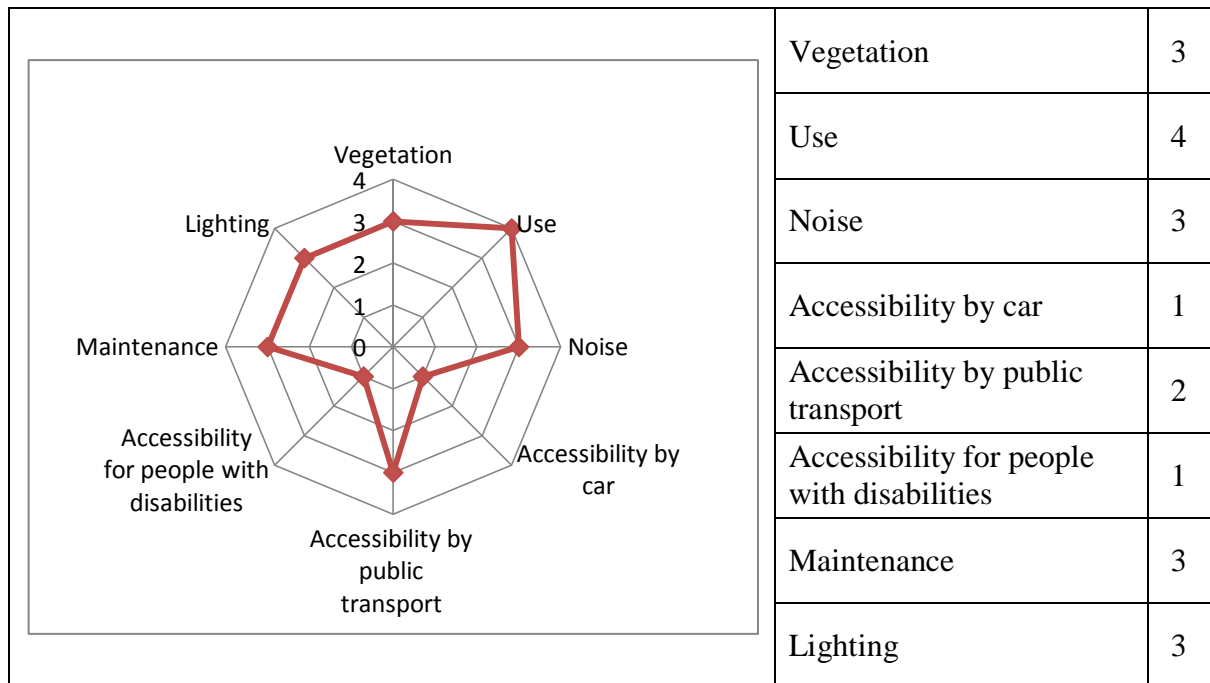 Vegetation
4
3
2
1
0
Use
Noise
Accessibility by
car
Accessibility by
public
transport
Accessibility
for people with
disabilities
Maintenance
Lighting
Vegetation 3
Use 4
Noise 3
Accessibility by car 1
Accessibility by public
transport 2
Accessibility for people
with disabilities 1
Maintenance 3
Lighting 3